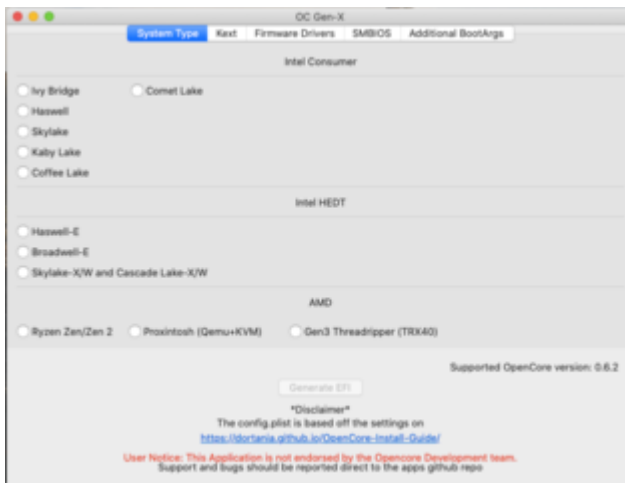 OC Gen-X
System Type Kext Firmware Drivers SMBIOS Additional BootArgs
Intel Consumer
Ivy Bridge Comet Lake
Haswell
Skylake
Kaby Lake
Coffee Lake
Intel HEDT
Haswell-E
Broadwell-E
Skylake-X/W and Cascade Lake-X/W
AMD
Ryzen Zen/Zen 2 Proxintosh (Qemu+KVM) Gen3 Threadripper (TRX40)
Supported OpenCore version: 0.6.2
Generate EFI
*Disclaimer*
The config.plist is based off the settings on
https://dortania.github.io/OpenCore-Install-Guide/
User Notice: This Application is not endorsed by the Opencore Development team.
Support and bugs should be reported direct to the apps github repo